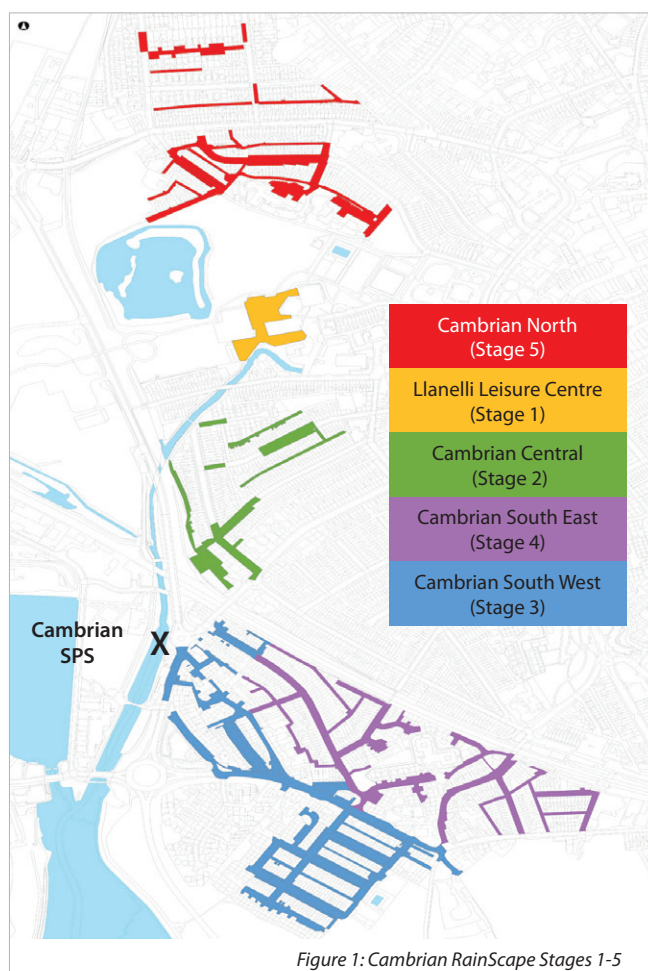 Cambrian North
(Stage 5)
Llanelli Leisure Centre
(Stage 1)
Cambrian Central
(Stage 2)
Cambrian South East
(Stage 4)
Cambrian South West
(Stage 3)
Cambrian
SPS
X
Figure 1: Cambrian RainScape Stages 1-5